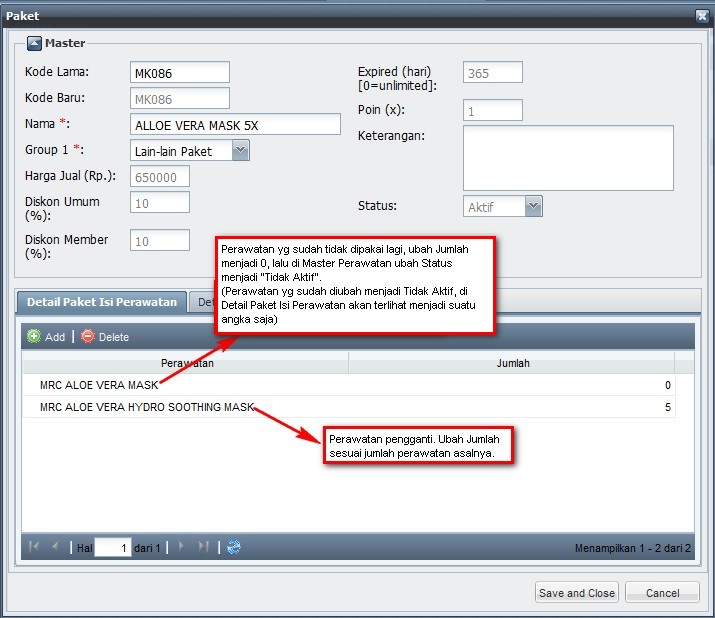 Paket
Master
Kode Lama: MK086
Kode Baru: MK086
Nama *: ALLOE VERA MASK 5X
Group 1 *: Lain-lain Paket
Harga Jual (Rp.): 650000
Diskon Umum
(%): 10
Diskon Member
(%): 10
Expired (hari)
[0=unlimited]: 365
Poin (x): 1
Keterangan:
Status: Aktif
Perawatan yg sudah tidak dipakai lagi, ubah Jumlah
menjadi 0, lalu di Master Perawatan ubah Status
menjadi "Tidak Aktif".
(Perawatan yg sudah diubah menjadi Tidak Aktif, di
Detail Paket Isi Perawatan akan terlihat menjadi suatu
angka saja)
Detail Paket Isi Perawatan
Add | Delete
Perawatan Jumlah
MRC ALOE VERA MASK 0
MRC ALOE VERA HYDRO SOOTHING MASK 5
Perawatan pengganti. Ubah Jumlah
sesuai jumlah perawatan asalnya.
Hal 1 dari 1
Menampilkan 1 - 2 dari 2
Save and Close
Cancel